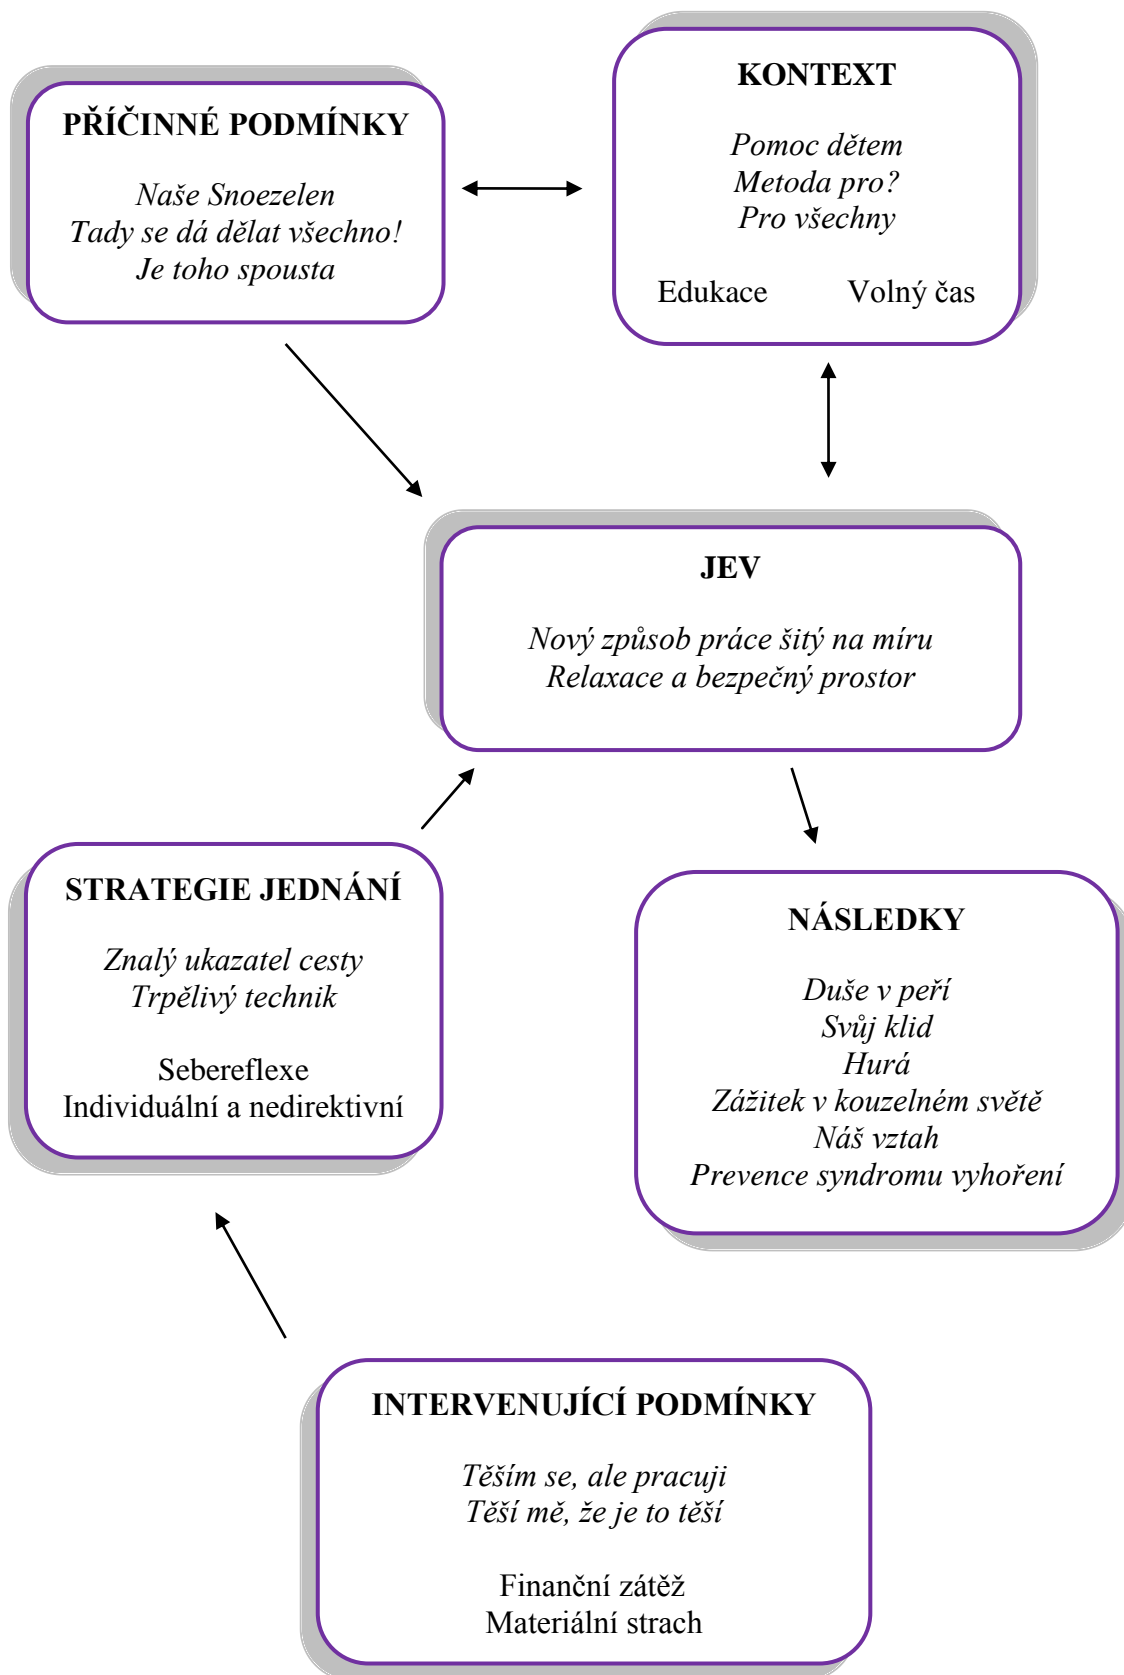 PŘÍČINNÉ PODMÍNKY
Naše Snoezelen
Tady se dá dělat všechno!
Je toho spousta
KONTEXT
Pomoc dětem
Metoda pro?
Pro všechny
Edukace Volný čas
JEV
Nový způsob práce šitý na míru
Relaxace a bezpečný prostor
STRATEGIE JEDNÁNÍ
Znalý ukazatel cesty
Trpělivý technik
Sebereflexe
Individuální a nedirektivní
NÁSLEDKY
Duše v peří
Svůj klid
Hurá
Zážitek v kouzelném světě
Náš vztah
Prevence syndromu vyhoření
INTERVENUJÍCÍ PODMÍNKY
Těším se, ale pracuji
Těší mě, že je to těší
Finanční zátěž
Materiální strach